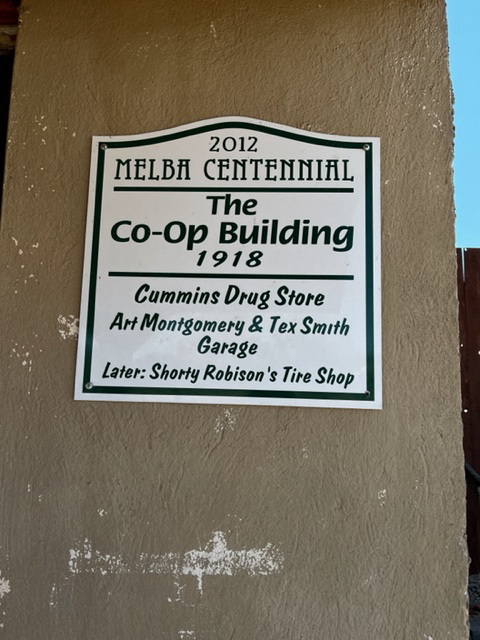 2012
MELBA CENTENNIAL
The
Co-Op Building
1918
Cummins Drug Store
Art Montgomery & Tex Smith
Garage
Later: Shorty Robison's Tire Shop